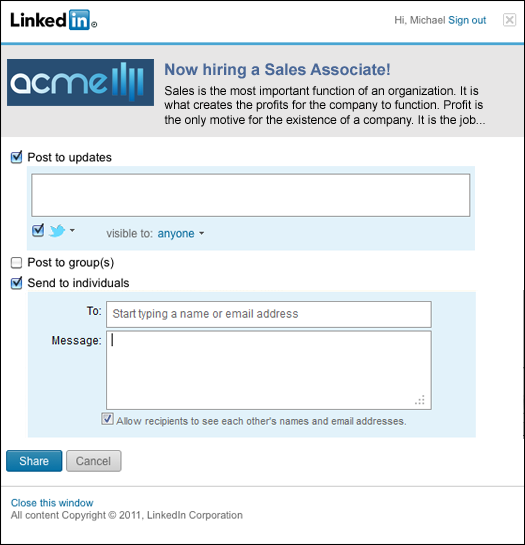 Linked in ®
Hi, Michael Sign out
acme
Now hiring a Sales Associate!
Sales is the most important function of an organization. It is
what creates the profits for the company to function. Profit is
the only motive for the existence of a company. It is the job...
Post to updates
visible to: anyone
Post to group(s)
Send to individuals
To: Start typing a name or email address
Message:
Allow recipients to see each other's names and email addresses.
Share Cancel
Close this window
All content Copyright © 2011, LinkedIn Corporation